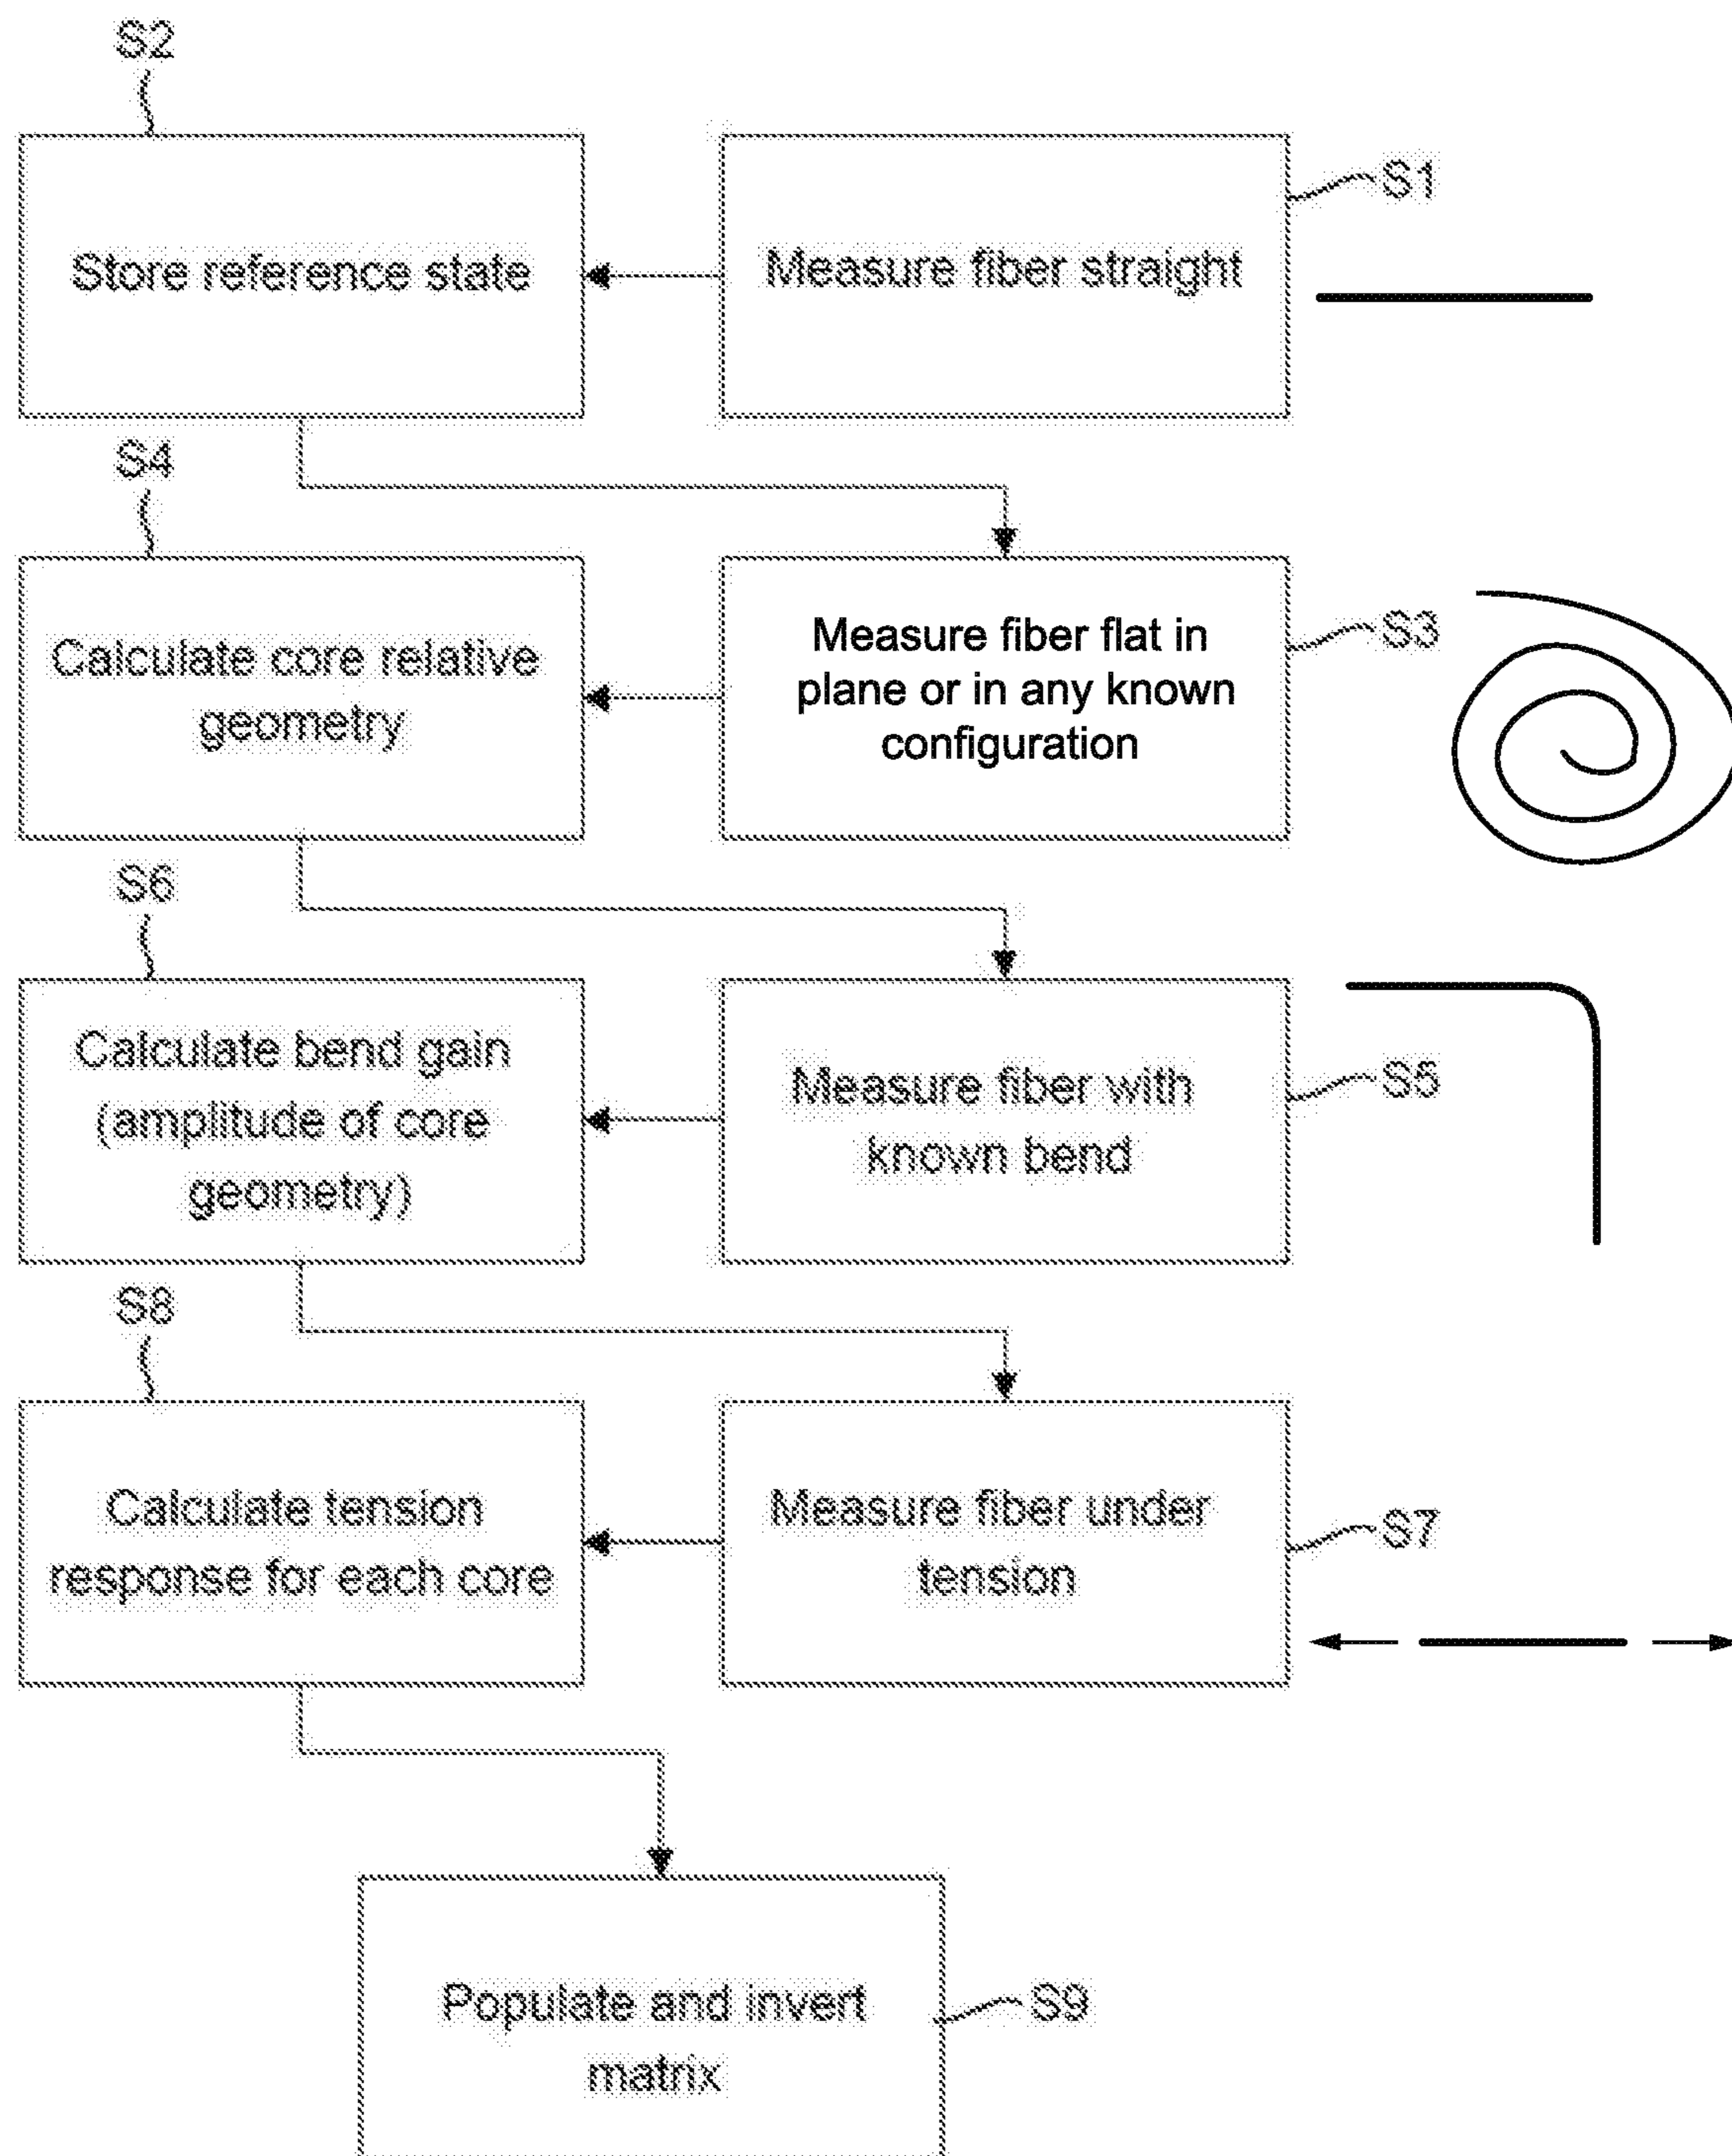 S2
S1
Store reference state
Measure fiber straight
S4
S3
Calculate core relative
geometry
Measure fiber flat in
plane or in any known
configuration
S6
S5
Calculate bend gain
(amplitude of core
geometry)
Measure fiber with
known bend
S8
S7
Calculate tension
response for each core
Measure fiber under
tension
Populate and invert
matrix
S9